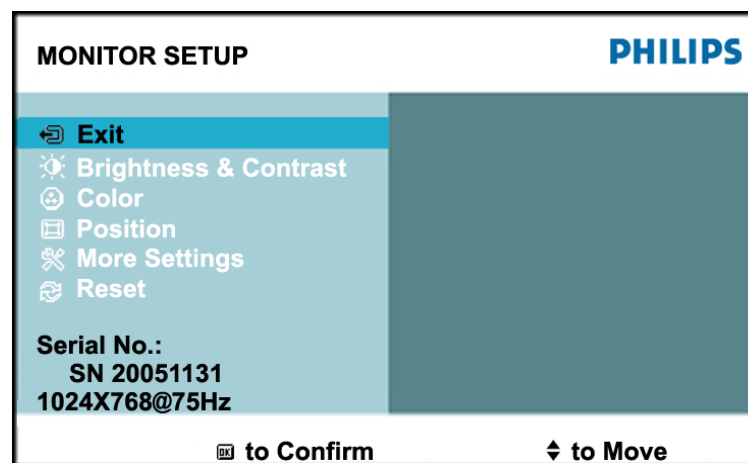 MONITOR SETUP
PHILIPS
Exit
Brightness & Contrast
Color
Position
More Settings
Reset
Serial No.:
SN 20051131
1024X768@75Hz
OK to Confirm
to Move